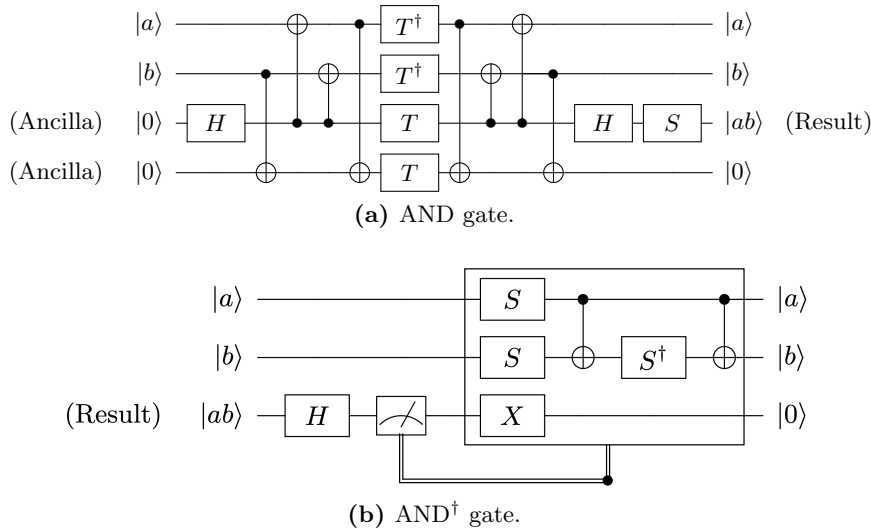 |a⟩ T† |a⟩
|b⟩ T† |b⟩
(Ancilla) |0⟩ H T H S |ab⟩ (Result)
(Ancilla) |0⟩ T T |0⟩
(a) AND gate.
|a⟩ S |a⟩
|b⟩ S S† |b⟩
(Result) |ab⟩ H X |0⟩
(b) AND† gate.